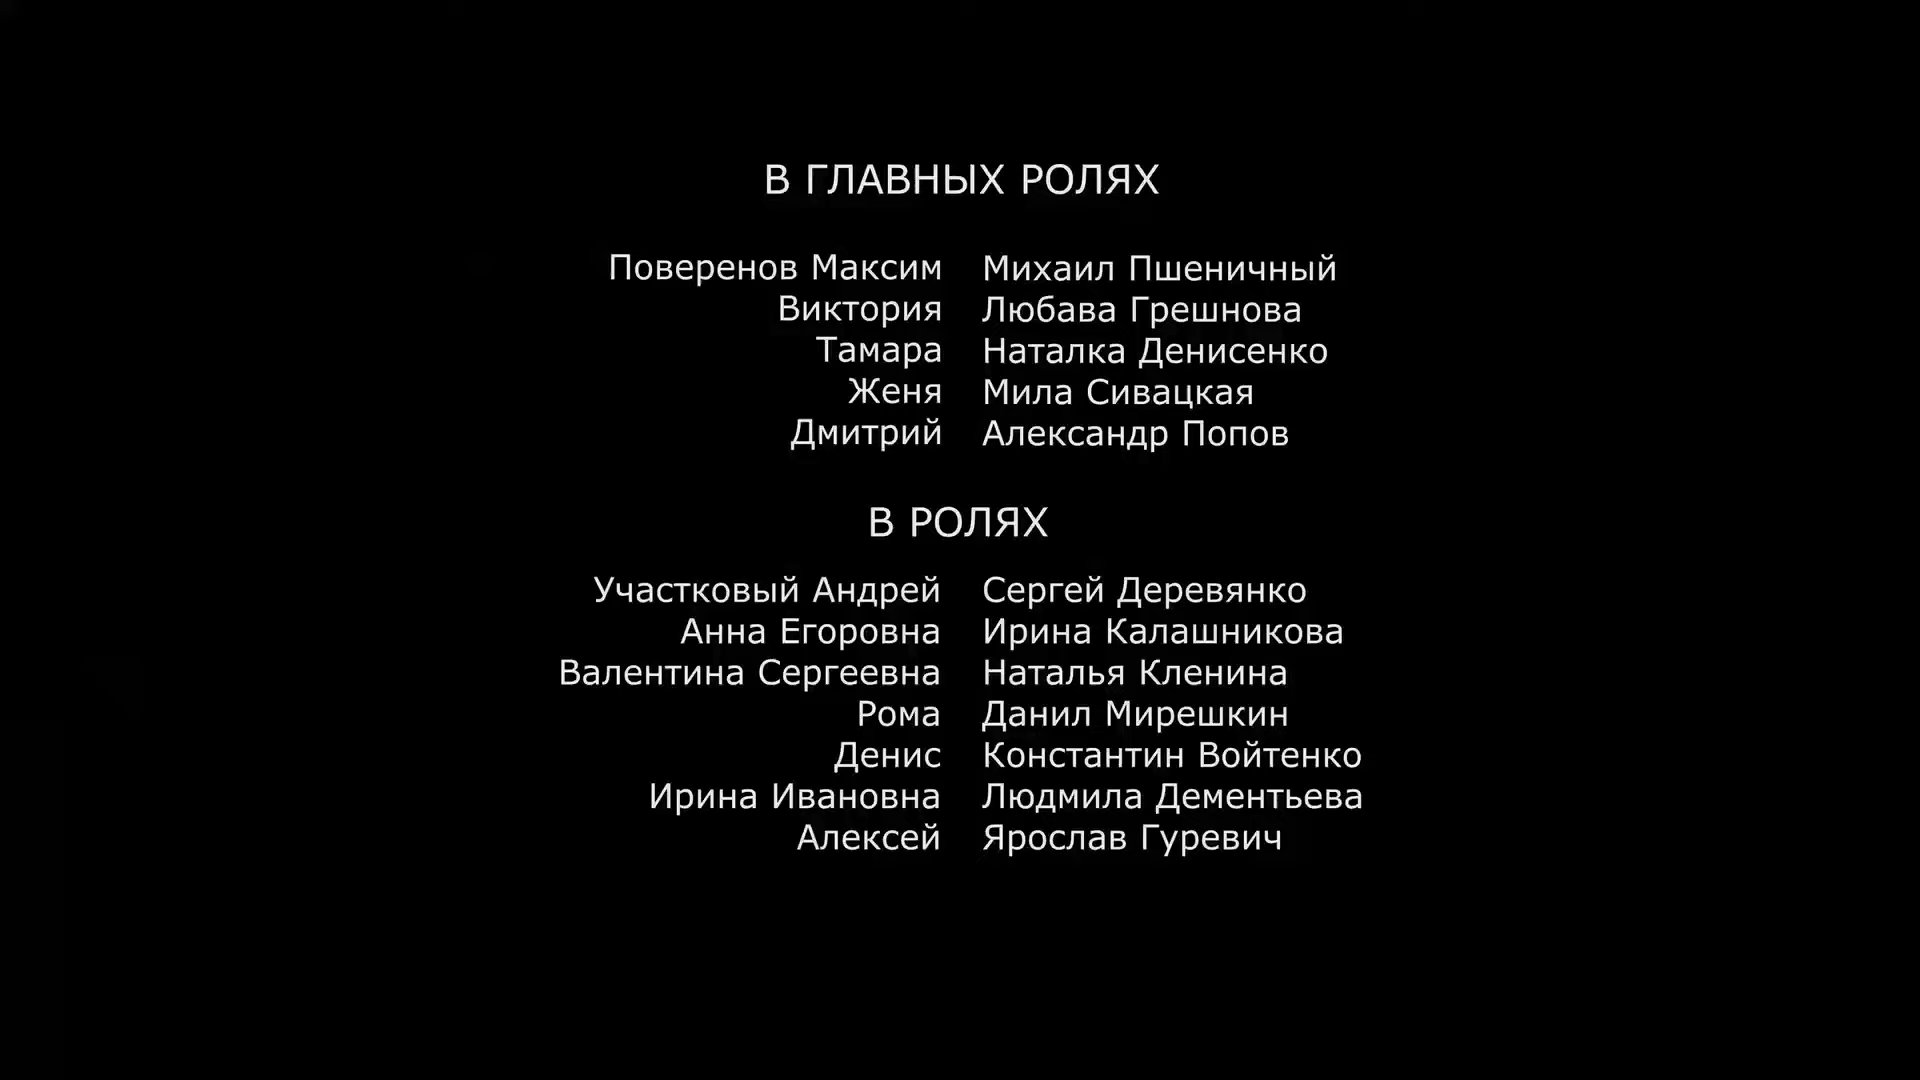 В ГЛАВНЫХ РОЛЯХ
Поверенов Максим Михаил Пшеничный
Виктория Любава Грешнова
Тамара Наталка Денисенко
Женя Мила Сивацкая
Дмитрий Александр Попов
В РОЛЯХ
Участковый Андрей Сергей Деревянко
Анна Егоровна Ирина Калашникова
Валентина Сергеевна Наталья Кленина
Рома Данил Мирешкин
Денис Константин Войтенко
Ирина Ивановна Людмила Дементьева
Алексей Ярослав Гуревич